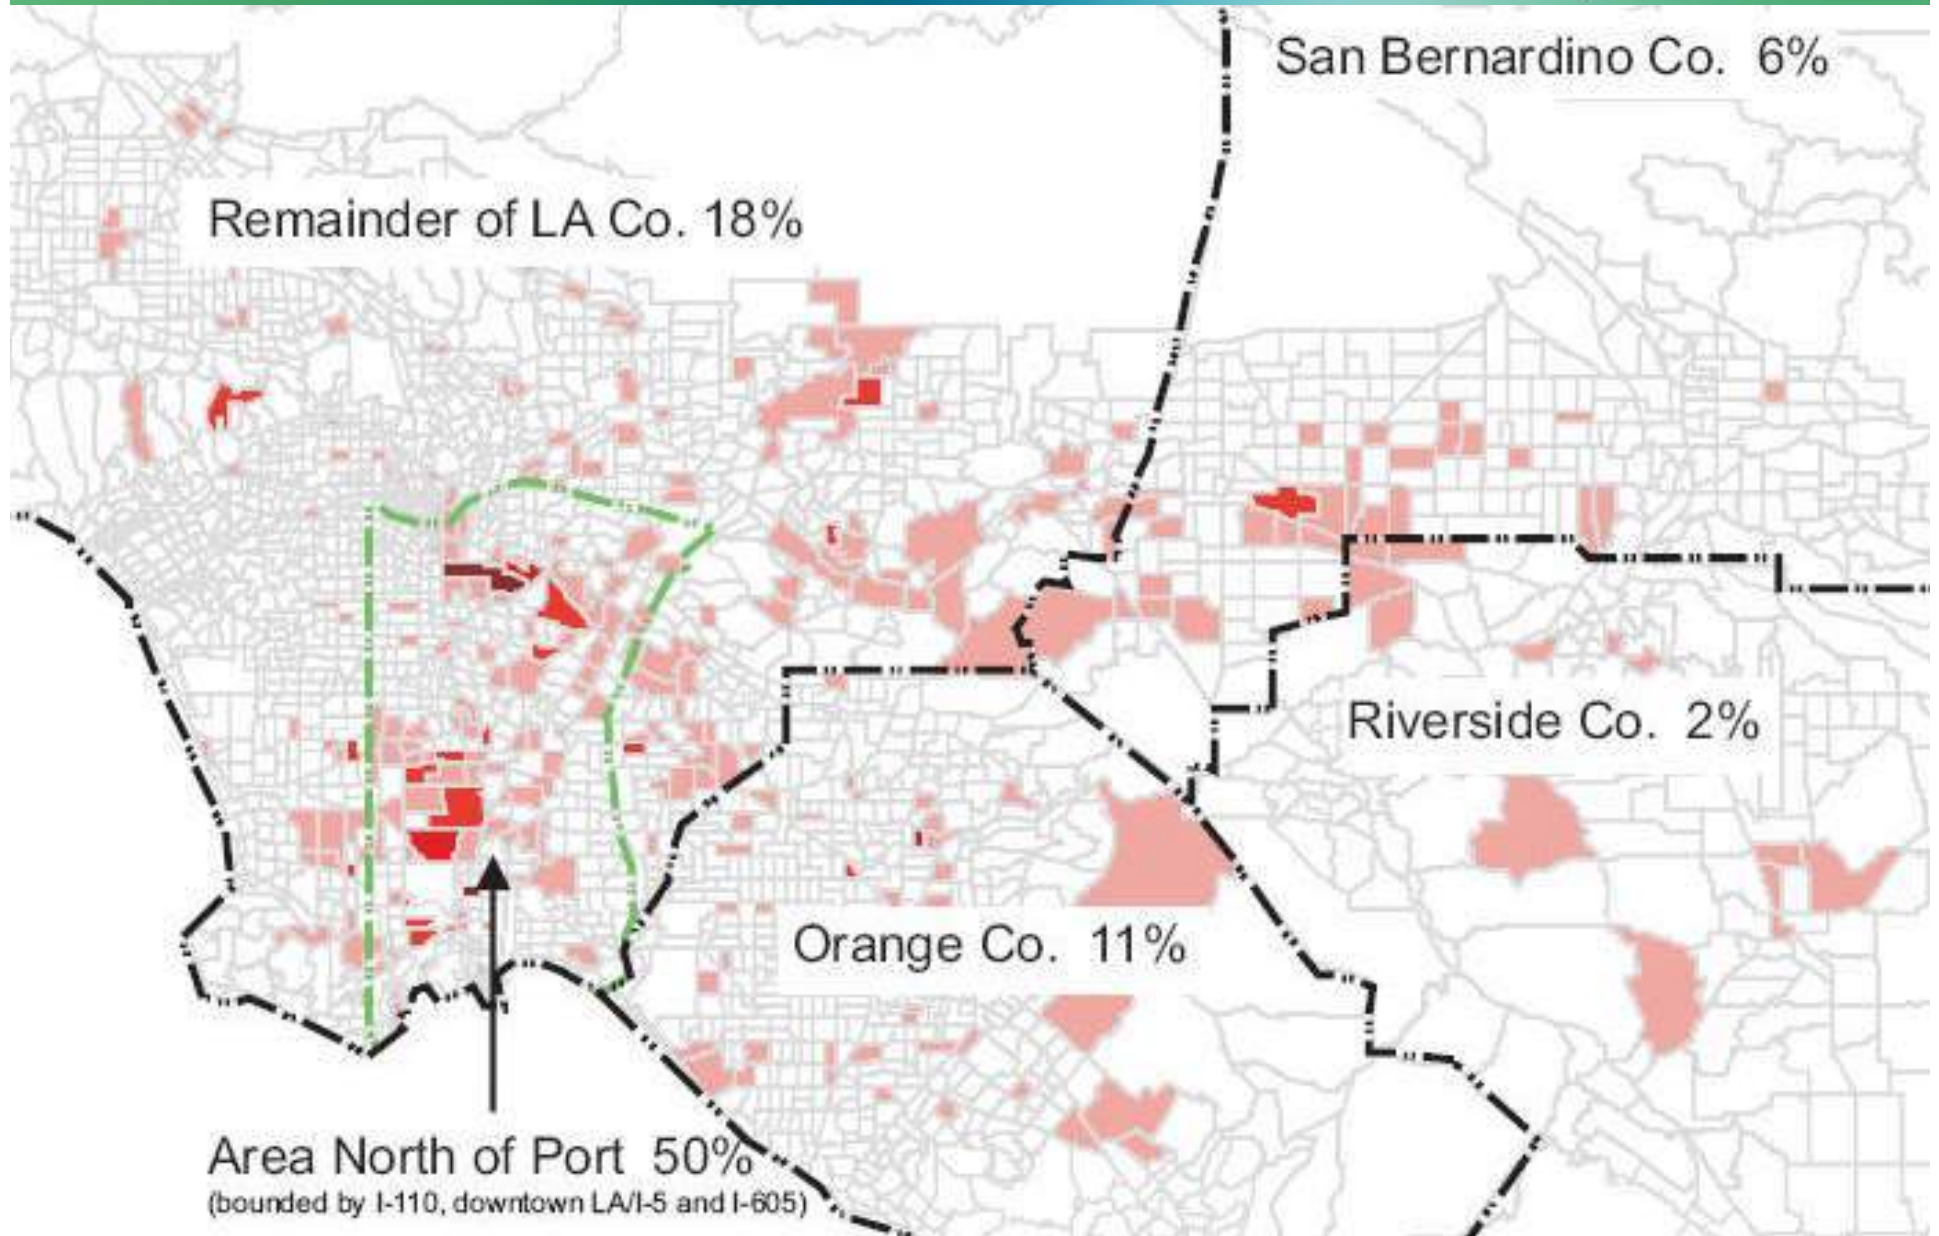 San Bernardino Co. 6%
Remainder of LA Co. 18%
Riverside Co. 2%
Orange Co. 11%
Area North of Port 50%
(bounded by I-110, downtown LA/I-5 and I-605)